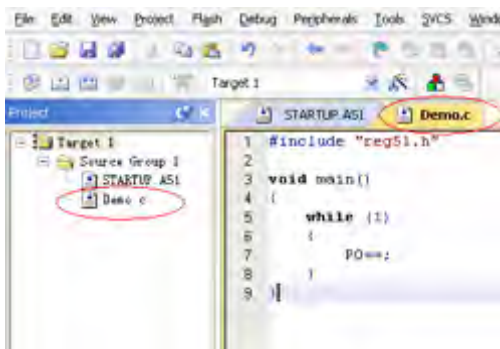 File Edit View Project Flash Debug Peripherals Tools SVCS Window
Target 1
Project
STARTUP.A51 Demo.c
Target 1
Source Group 1
STARTUP.A51
Demo.c
1 #include "reg51.h"
2
3 void main()
4 {
5 while (1)
6 {
7 P0++;
8 }
9 }